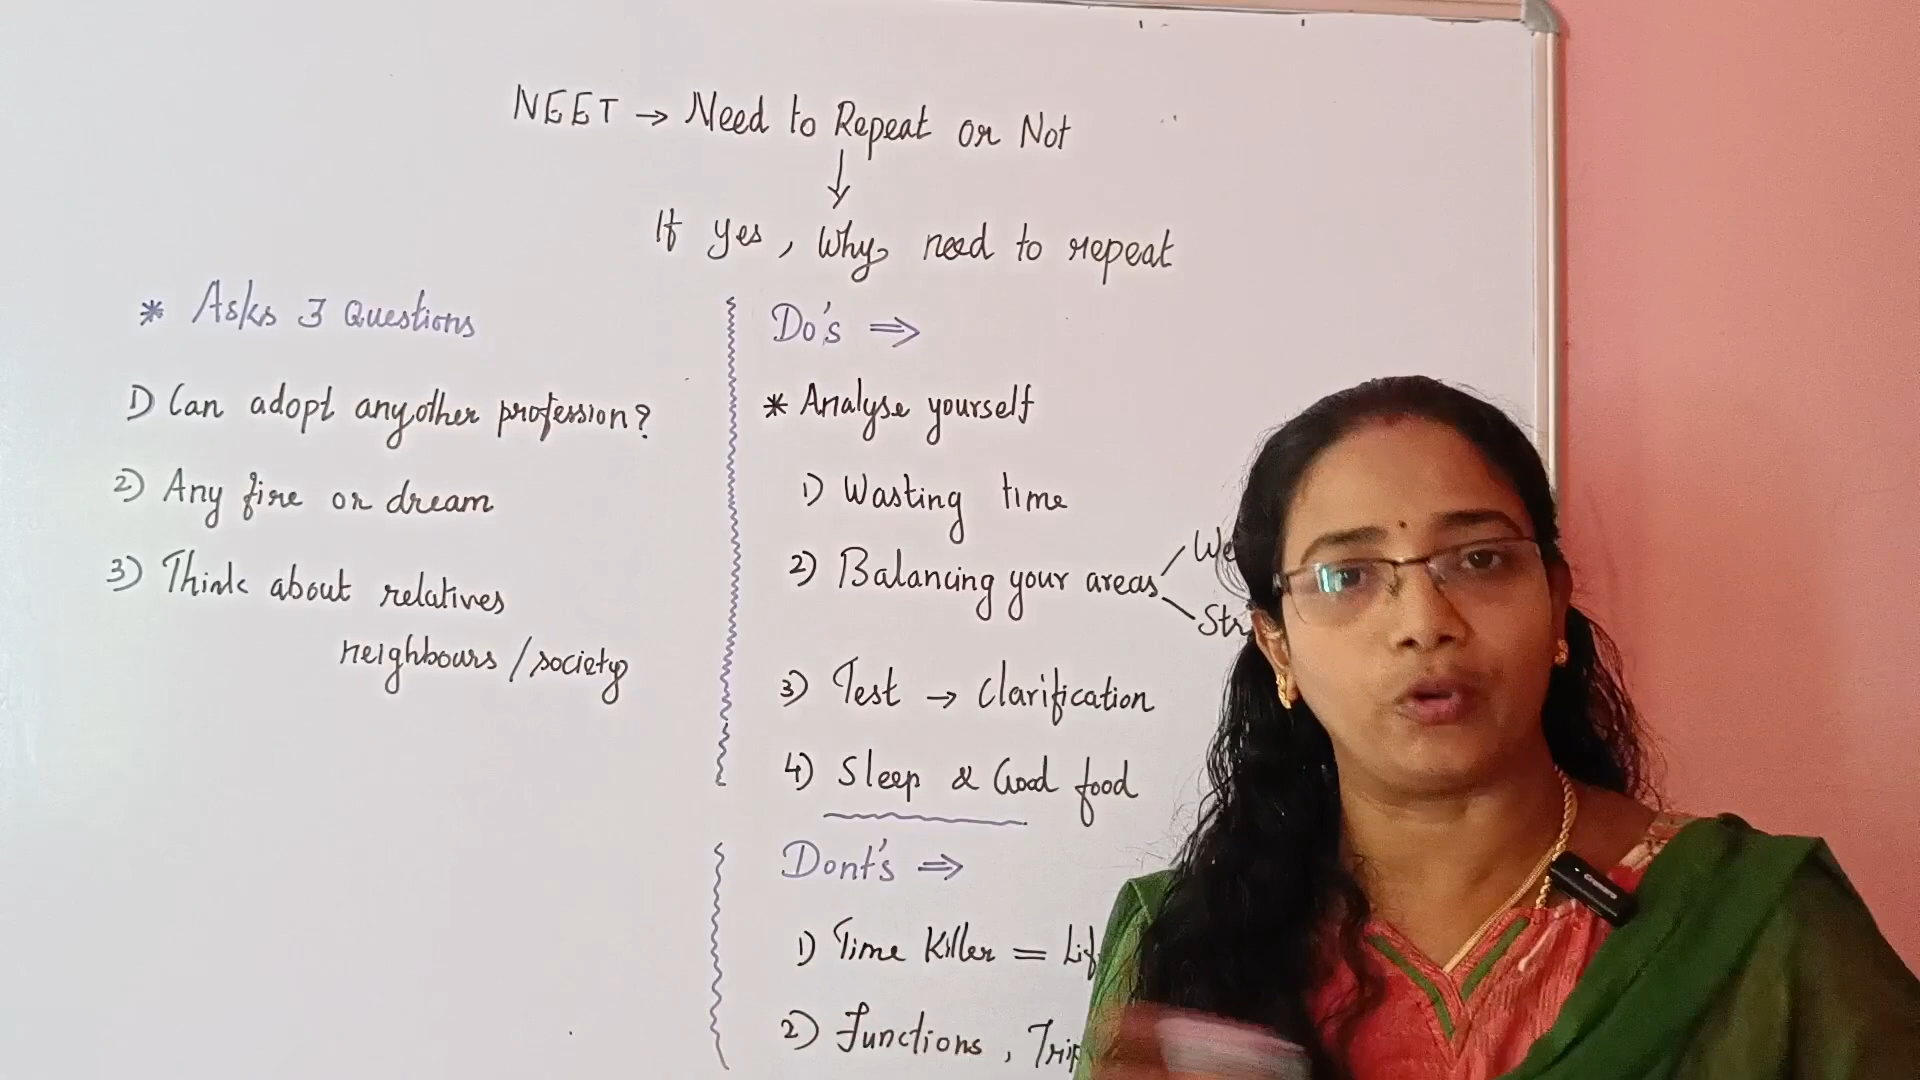 NEET → Need to Repeat or Not
↓
If yes, Why need to repeat
* Asks 3 Questions
1) Can adopt anyother profession?
2) Any fire or dream
3) Think about relatives
neighbours/society
Do's ⇒
* Analyse yourself
1) Wasting time
2) Balancing your areas
3) Test → Clarification
4) Sleep & Good food
Dont's ⇒
1) Time Killer =
2) Functions,